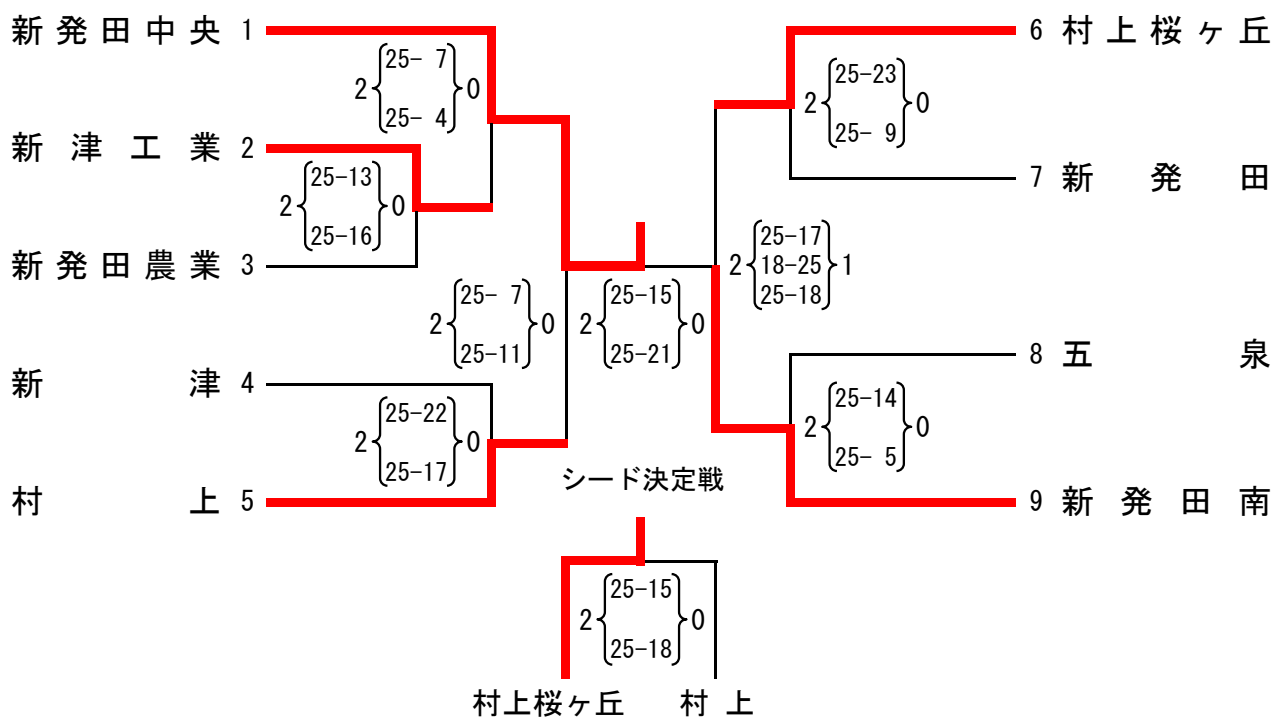 新発田中央 1
25- 7
2 0
25- 4
新津工業 2
25-13
2 0
25-16
新発田農業 3
25- 7
2 0
25-11
新津 4
25-22
2 0
25-17
村上 5
25-15
2 0
25-21
6 村上桜ヶ丘
25-23
2 0
25- 9
7 新発田
25-17
2 18-25 1
25-18
8 五泉
25-14
2 0
25- 5
9 新発田南
シード決定戦
25-15
2 0
25-18
村上桜ヶ丘 村上